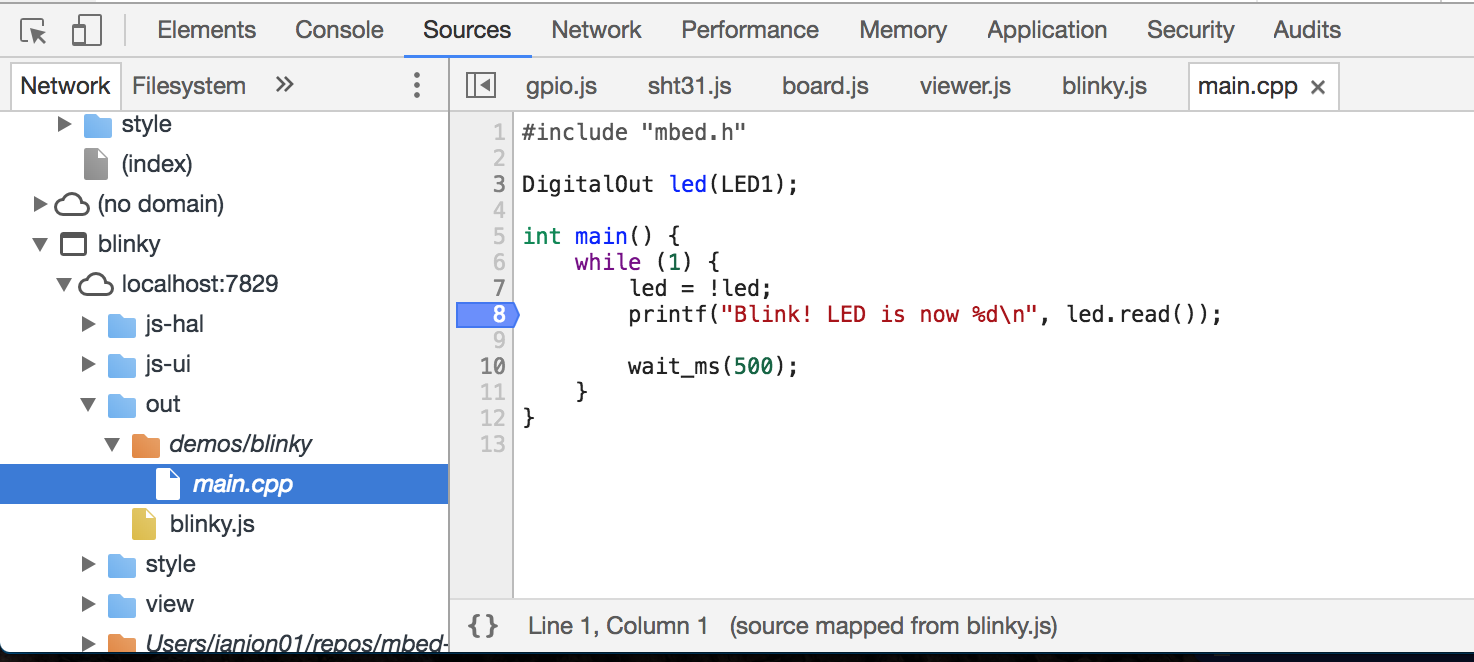 Elements Console Sources Network Performance Memory Application Security Audits
Network Filesystem »
gpio.js sht31.js board.js viewer.js blinky.js main.cpp ×
style
(index)
(no domain)
blinky
localhost:7829
js-hal
js-ui
out
demos/blinky
main.cpp
blinky.js
style
view
Users/janjon01/repos/mbed-
1 #include "mbed.h"
2
3 DigitalOut led(LED1);
4
5 int main() {
6     while (1) {
7         led = !led;
8         printf("Blink! LED is now %d\n", led.read());
9
10         wait_ms(500);
11     }
12 }
13
{} Line 1, Column 1 (source mapped from blinky.js)